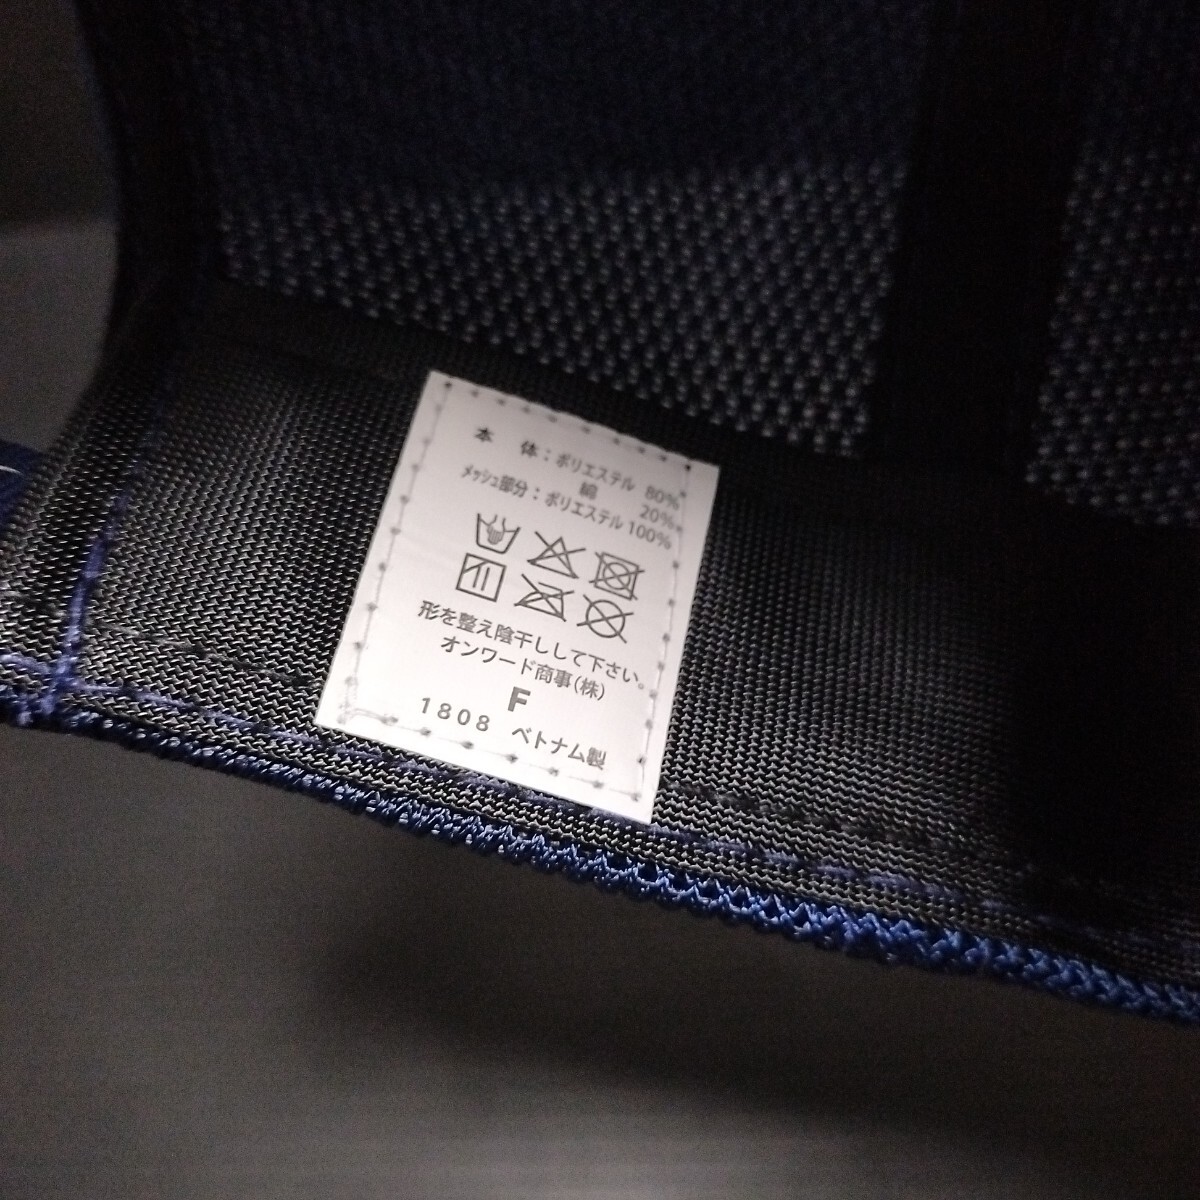 本　体：ポリエステル 80%
綿 20%
メッシュ部分：ポリエステル 100%
形を整え陰干しして下さい。
オンワード商事(株)
F
1808 ベトナム製